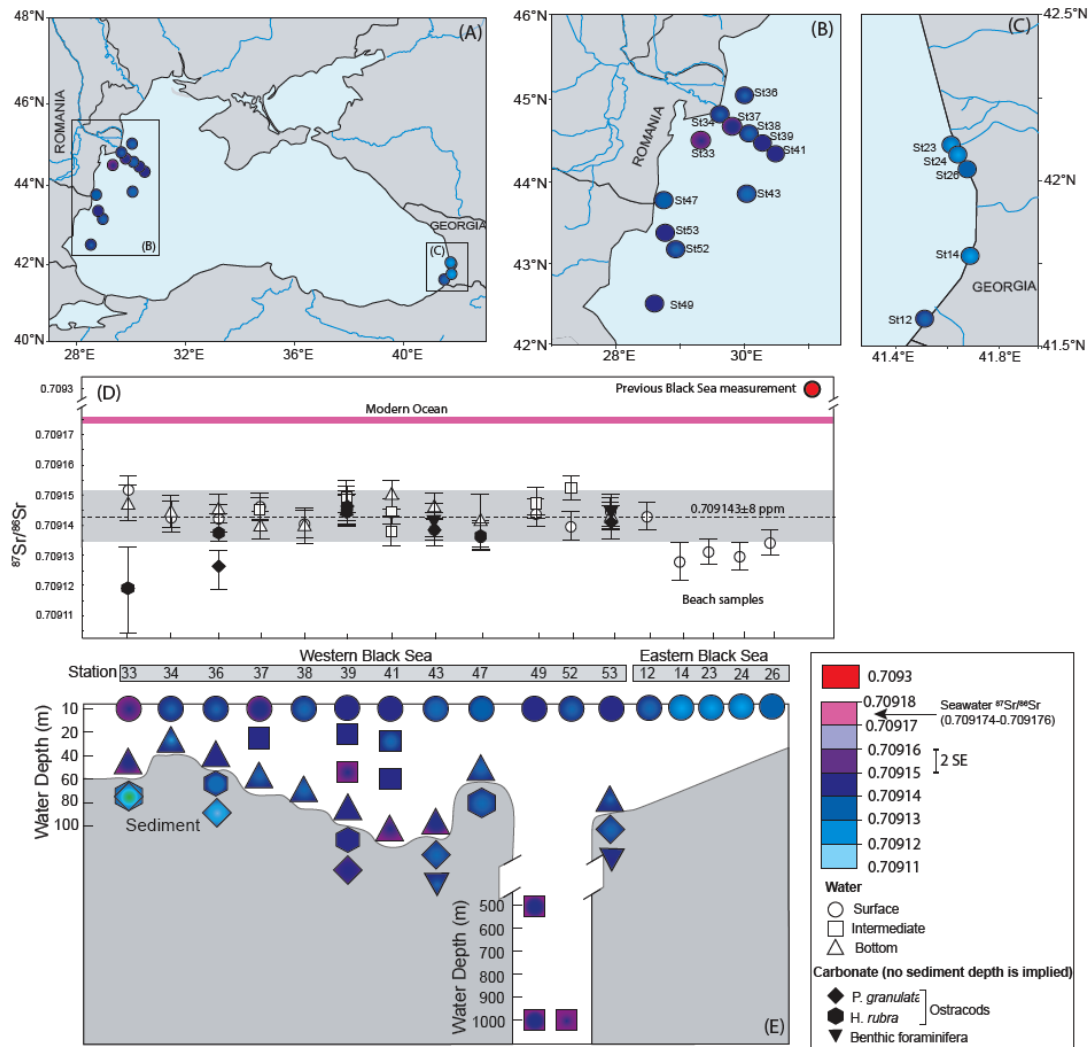 48°N
46°N
44°N
42°N
40°N
28°E
32°E
36°E
40°E
ROMANIA
GEORGIA
(A)
(B)
(C)
46°N
45°N
44°N
43°N
42°N
28°E
30°E
ROMANIA
(B)
St36
St34
St37
St38
St39
St33
St41
St43
St47
St53
St52
St49
(C)
42.5°N
42°N
41.5°N
41.4°E
41.8°E
St23
St24
St26
St14
GEORGIA
St12
(D)
Previous Black Sea measurement
Modern Ocean
0.7093
0.70917
0.70916
0.70915
0.70914
0.70913
0.70912
0.70911
⁸⁷Sr/⁸⁶Sr
0.709143±8 ppm
Beach samples
Western Black Sea
Eastern Black Sea
Station
33 34 36 37 38 39 41 43 47 49 52 53 12 14 23 24 26
Water Depth (m)
10
20
40
60
80
100
Sediment
Water Depth (m)
500
600
700
800
900
1000
(E)
0.7093
0.70918
0.70917
0.70916
0.70915
0.70914
0.70913
0.70912
0.70911
Seawater ⁸⁷Sr/⁸⁶Sr
(0.709174-0.709176)
2 SE
Water
Surface
Intermediate
Bottom
Carbonate (no sediment depth is implied)
P. granulata
H. rubra
Ostracods
Benthic foraminifera